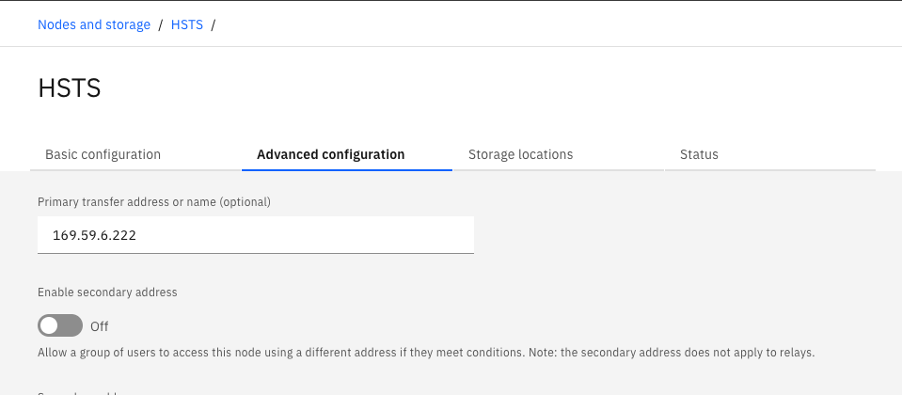 Nodes and storage / HSTS /
HSTS
Basic configuration Advanced configuration Storage locations Status
Primary transfer address or name (optional)
169.59.6.222
Enable secondary address
Off
Allow a group of users to access this node using a different address if they meet conditions. Note: the secondary address does not apply to relays.